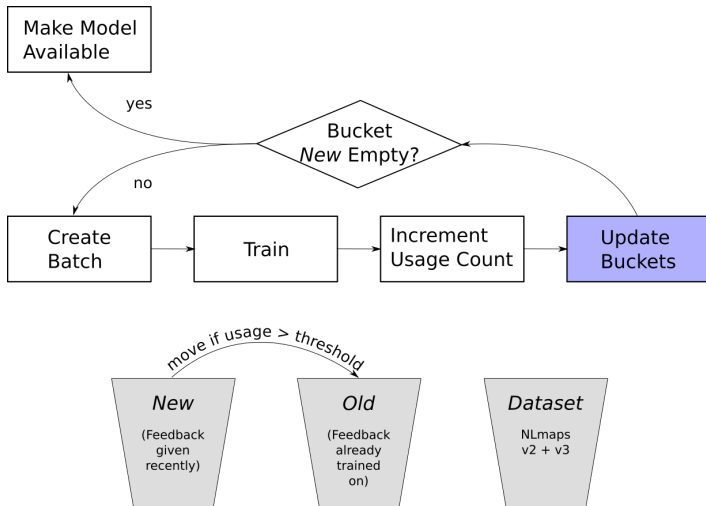 Make Model
Available
yes
Bucket
New Empty?
no
Create
Batch
Train
Increment
Usage Count
Update
Buckets
move if usage > threshold
New
(Feedback
given
recently)
Old
(Feedback
already
trained
on)
Dataset
NLmaps
v2 + v3